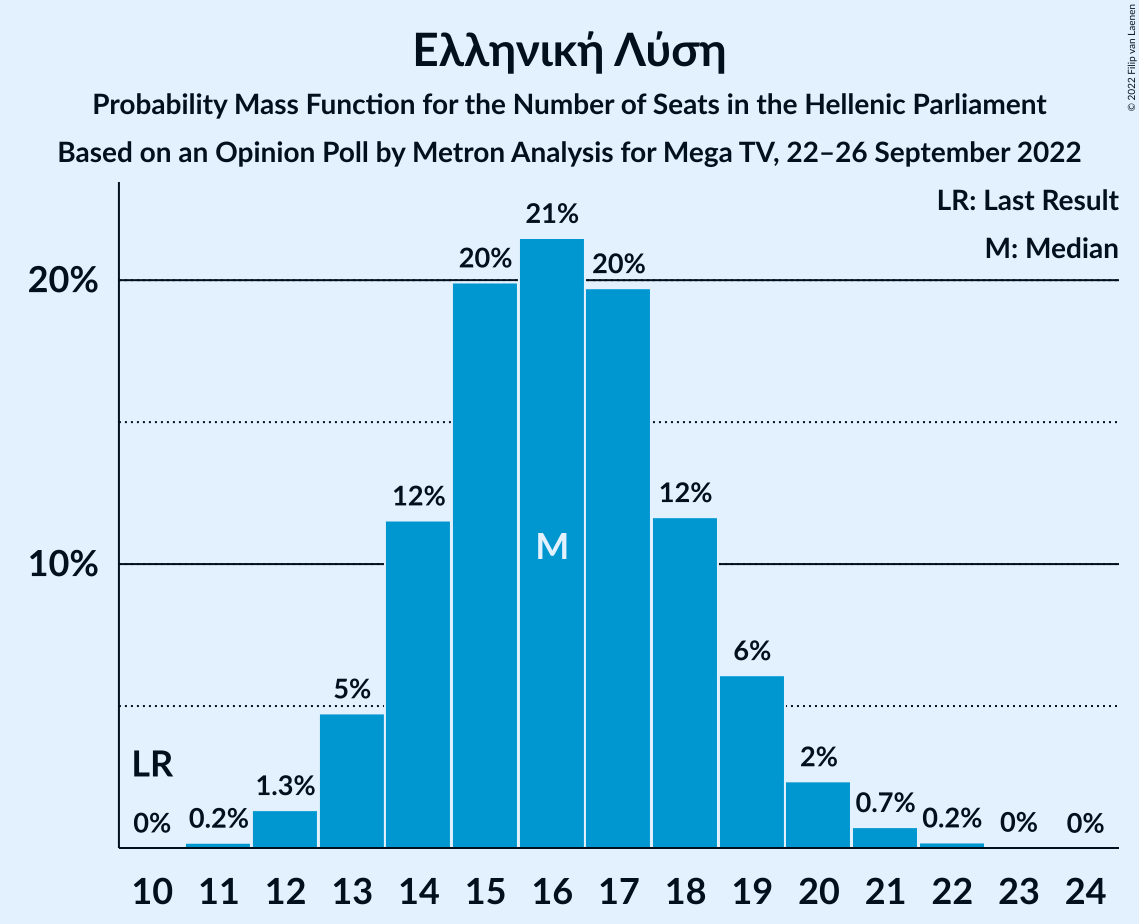 Ελληνική Λύση
Probability Mass Function for the Number of Seats in the Hellenic Parliament
Based on an Opinion Poll by Metron Analysis for Mega TV, 22–26 September 2022
© 2022 Filip van Laenen
LR: Last Result
M: Median
20%
10%
LR
0%
0.2%
1.3%
5%
12%
20%
21%
M
20%
12%
6%
2%
0.7%
0.2%
0%
0%
10 11 12 13 14 15 16 17 18 19 20 21 22 23 24